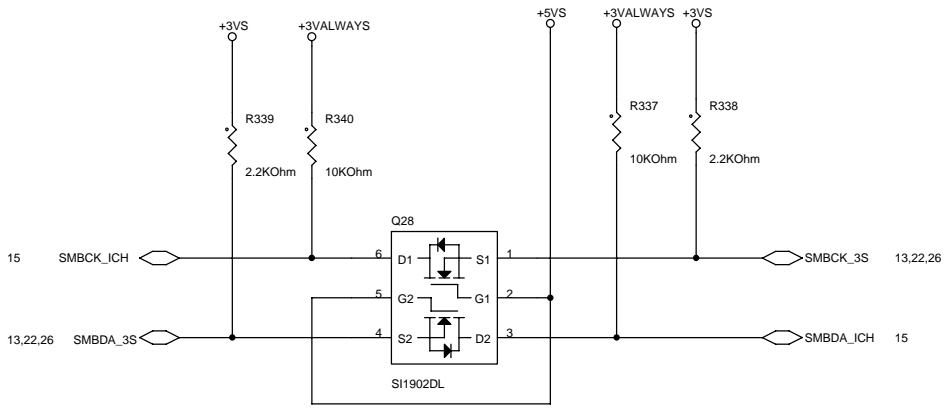 +3VS +3VALWAYS +5VS +3VALWAYS +3VS
R339 R340 R337 R338
2.2KOhm 10KOhm 10KOhm 2.2KOhm
Q28
15 SMBCK_ICH 6 D1 S1 1 SMBCK_3S 13,22,26
5 G2 G1 2
13,22,26 SMBDA_3S 4 S2 D2 3 SMBDA_ICH 15
SI1902DL